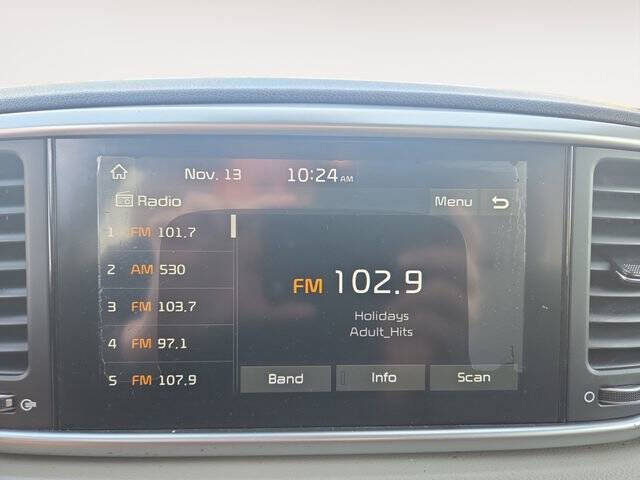 Nov. 13 10:24 AM
Radio Menu
1 FM 101.7
2 AM 530
3 FM 103.7
4 FM 97.1
5 FM 107.9
FM 102.9
Holidays
Adult_Hits
Band Info Scan